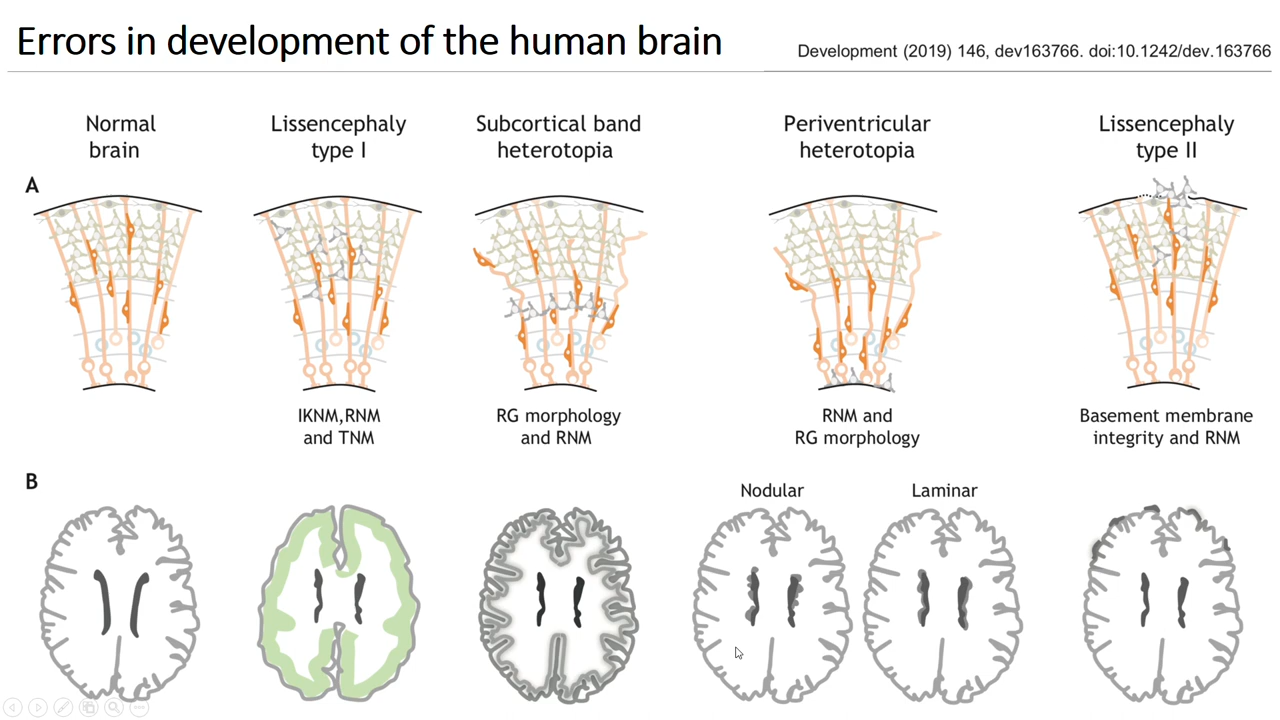 Errors in development of the human brain
Development (2019) 146, dev163766. doi:10.1242/dev.163766
Normal
brain
Lissencephaly
type I
Subcortical band
heterotopia
Periventricular
heterotopia
Lissencephaly
type II
A
IKNM,RNM
and TNM
RG morphology
and RNM
RNM and
RG morphology
Basement membrane
integrity and RNM
B
Nodular
Laminar